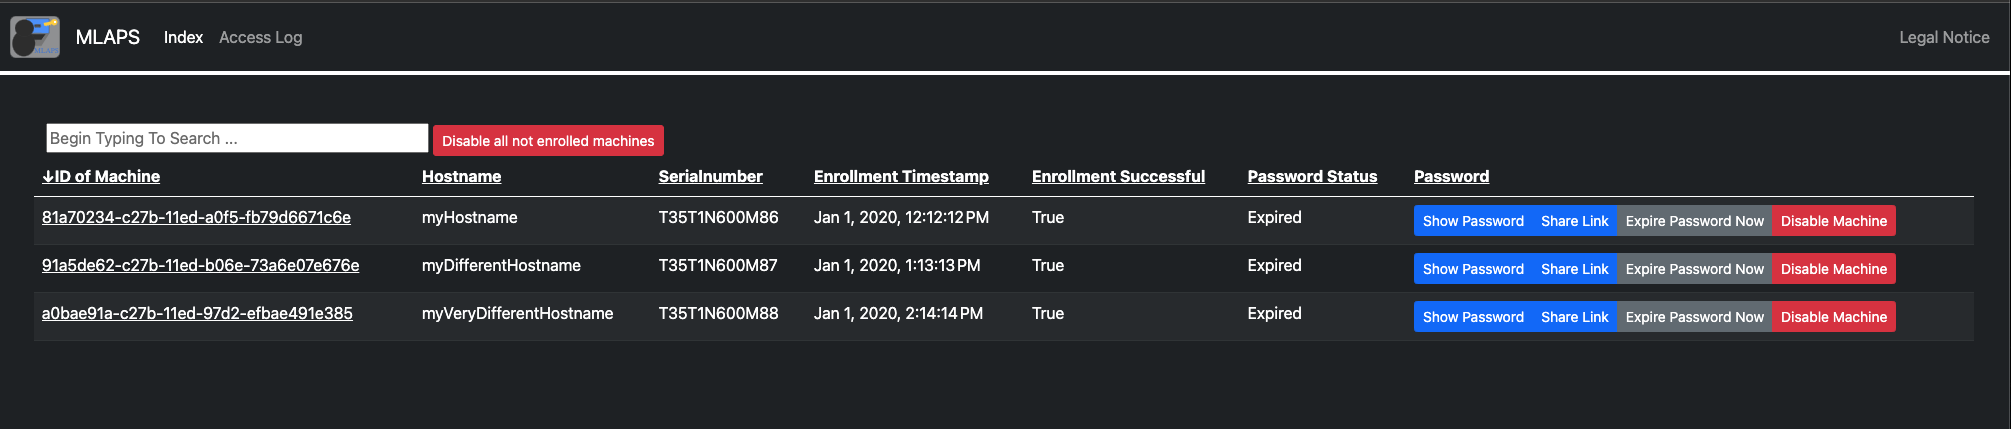 MLAPS MLAPS Index Access Log Legal Notice
Begin Typing To Search ... Disable all not enrolled machines
↓ID of Machine Hostname Serialnumber Enrollment Timestamp Enrollment Successful Password Status Password
81a70234-c27b-11ed-a0f5-fb79d6671c6e myHostname T35T1N600M86 Jan 1, 2020, 12:12:12 PM True Expired Show Password Share Link Expire Password Now Disable Machine
91a5de62-c27b-11ed-b06e-73a6e07e676e myDifferentHostname T35T1N600M87 Jan 1, 2020, 1:13:13 PM True Expired Show Password Share Link Expire Password Now Disable Machine
a0bae91a-c27b-11ed-97d2-efbae491e385 myVeryDifferentHostname T35T1N600M88 Jan 1, 2020, 2:14:14 PM True Expired Show Password Share Link Expire Password Now Disable Machine